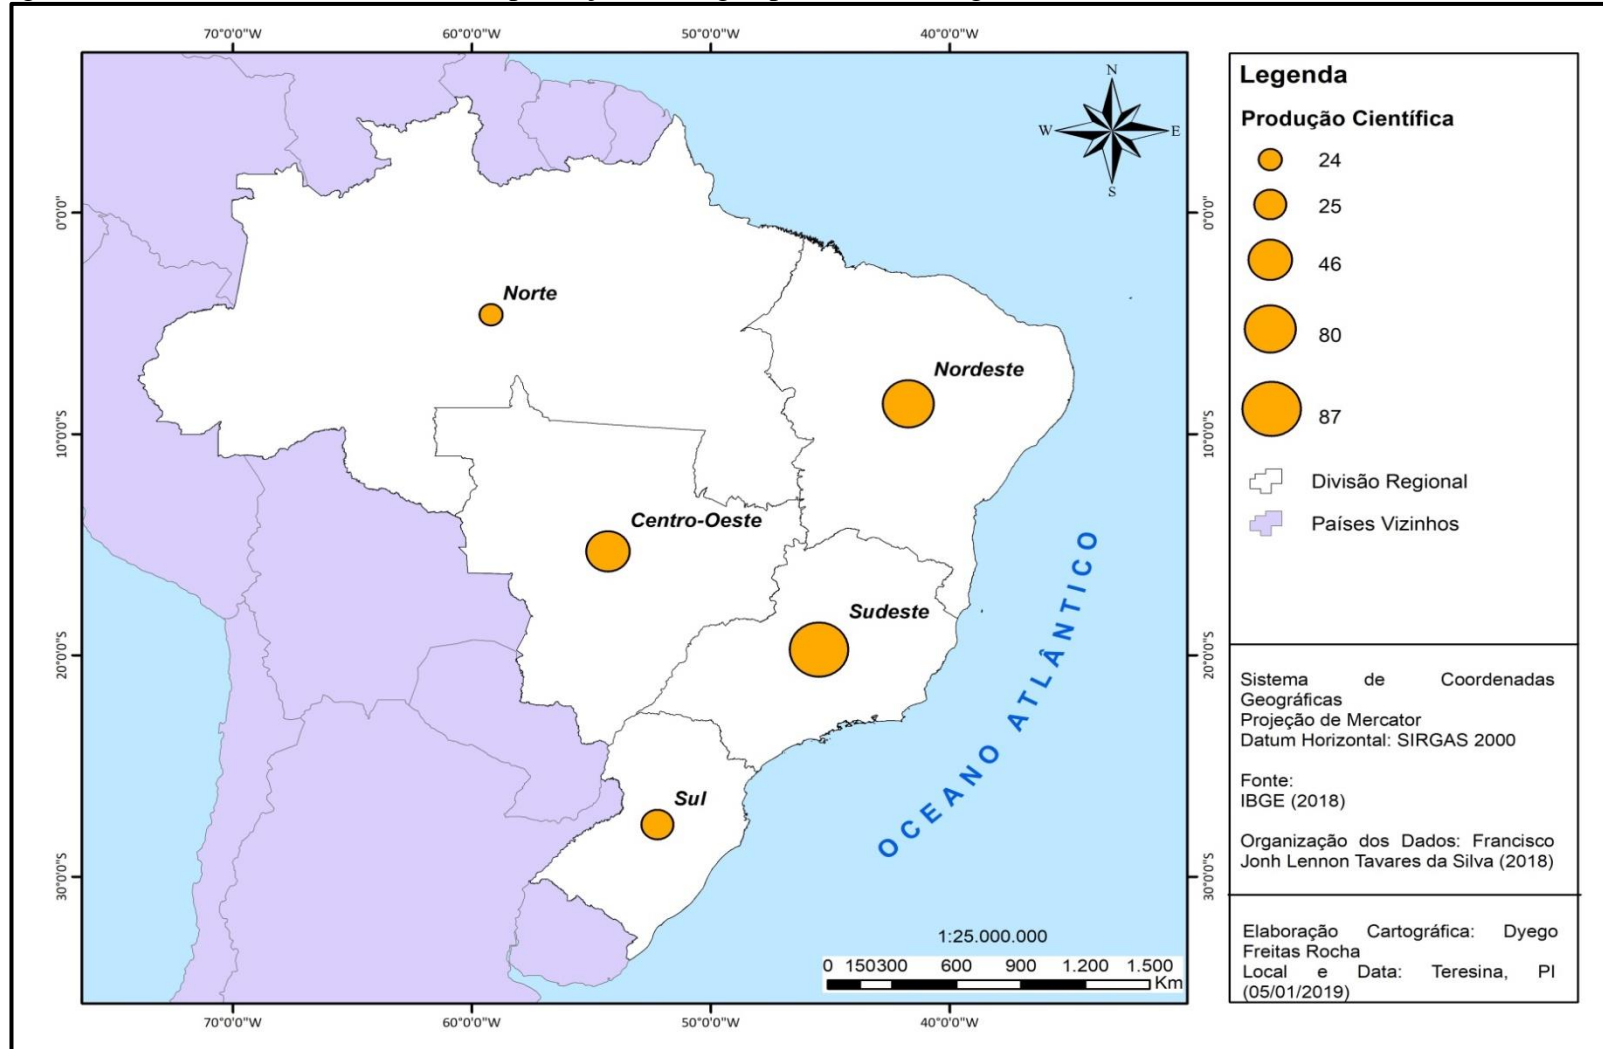 70°0'0"W 60°0'0"W 50°0'0"W 40°0'0"W
0°0'0"
10°0'0"S
20°0'0"S
30°0'0"S
N
W E
S
Norte
Nordeste
Centro-Oeste
Sudeste
Sul
OCEANO ATLÂNTICO
1:25.000.000
0 150 300 600 900 1.200 1.500
Km
0°0'0"
10°0'0"S
20°0'0"S
30°0'0"S
70°0'0"W 60°0'0"W 50°0'0"W 40°0'0"W
Legenda
Produção Científica
24
25
46
80
87
Divisão Regional
Países Vizinhos
Sistema de Coordenadas
Geográficas
Projeção de Mercator
Datum Horizontal: SIRGAS 2000
Fonte:
IBGE (2018)
Organização dos Dados: Francisco
Jonh Lennon Tavares da Silva (2018)
Elaboração Cartográfica: Dyego
Freitas Rocha
Local e Data: Teresina, PI
(05/01/2019)